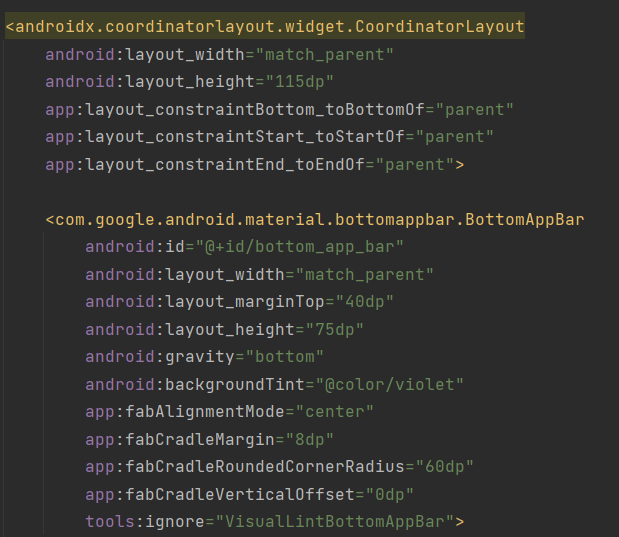 <androidx.coordinatorlayout.widget.CoordinatorLayout
android:layout_width="match_parent"
android:layout_height="115dp"
app:layout_constraintBottom_toBottomOf="parent"
app:layout_constraintStart_toStartOf="parent"
app:layout_constraintEnd_toEndOf="parent">
<com.google.android.material.bottomappbar.BottomAppBar
android:id="@+id/bottom_app_bar"
android:layout_width="match_parent"
android:layout_marginTop="40dp"
android:layout_height="75dp"
android:gravity="bottom"
android:backgroundTint="@color/violet"
app:fabAlignmentMode="center"
app:fabCradleMargin="8dp"
app:fabCradleRoundedCornerRadius="60dp"
app:fabCradleVerticalOffset="0dp"
tools:ignore="VisualLintBottomAppBar">